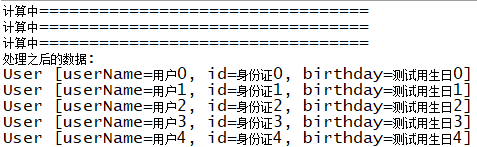 计算中=================================
计算中=================================
计算中=================================
处理之后的数据:
User [userName=用户0, id=身份证0, birthday=测试用生日0]
User [userName=用户1, id=身份证1, birthday=测试用生日1]
User [userName=用户2, id=身份证2, birthday=测试用生日2]
User [userName=用户3, id=身份证3, birthday=测试用生日3]
User [userName=用户4, id=身份证4, birthday=测试用生日4]